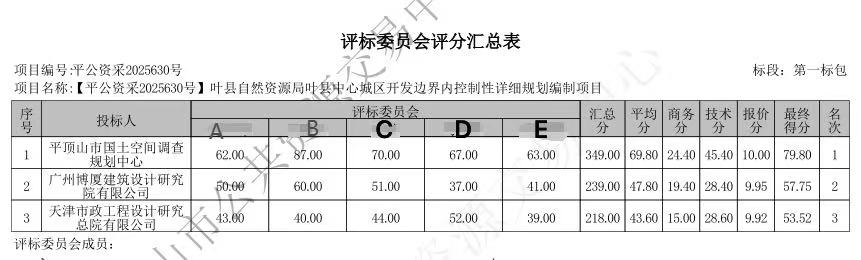 评标委员会评分汇总表
项目编号:平公资采2025630号 标段：第一标包
项目名称:【平公资采2025630号】叶县自然资源局叶县中心城区开发边界内控制性详细规划编制项目
序号 投标人 评标委员会 汇总分 平均分 商务分 技术分 报价分 最终得分 名次
A B C D E
1 平顶山市国土空间调查规划中心 62.00 87.00 70.00 67.00 63.00 349.00 69.80 24.40 45.40 10.00 79.80 1
2 广州博厦建筑设计研究院有限公司 50.00 60.00 51.00 37.00 41.00 239.00 47.80 19.40 28.40 9.95 57.75 2
3 天津市政工程设计研究总院有限公司 43.00 40.00 44.00 52.00 39.00 218.00 43.60 15.00 28.60 9.92 53.52 3
评标委员会成员：